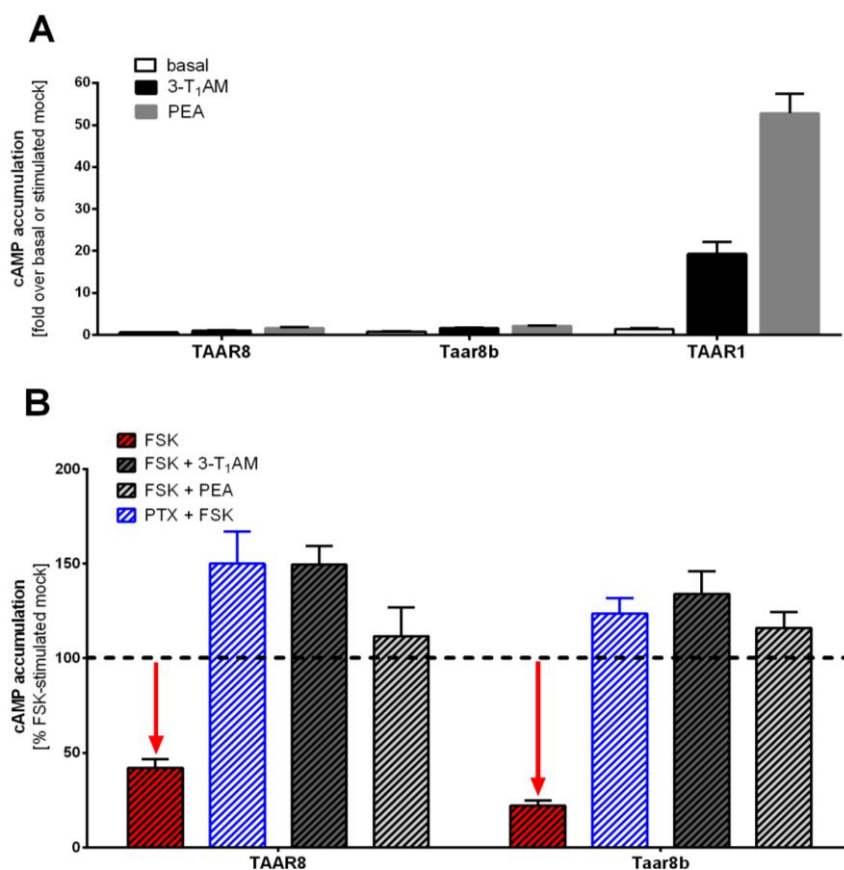 A
basal
3-T₁AM
PEA
cAMP accumulation
[fold over basal or stimulated mock]
60
50
40
30
20
10
0
TAAR8 Taar8b TAAR1
B
FSK
FSK + 3-T₁AM
FSK + PEA
PTX + FSK
cAMP accumulation
[% FSK-stimulated mock]
200
150
100
50
0
TAAR8 Taar8b